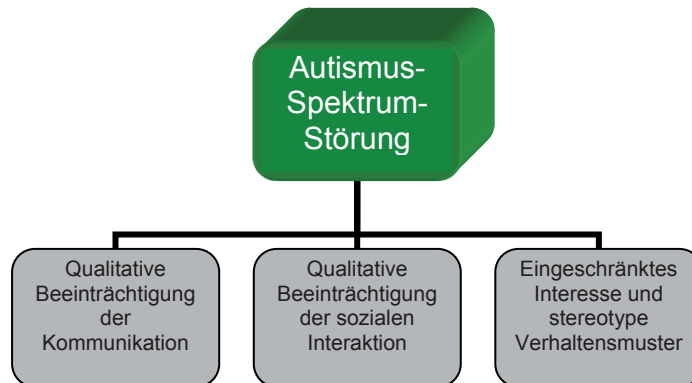 Autismus-
Spektrum-
Störung
Qualitative
Beeinträchtigung
der
Kommunikation
Qualitative
Beeinträchtigung
der sozialen
Interaktion
Eingeschränktes
Interesse und
stereotype
Verhaltensmuster